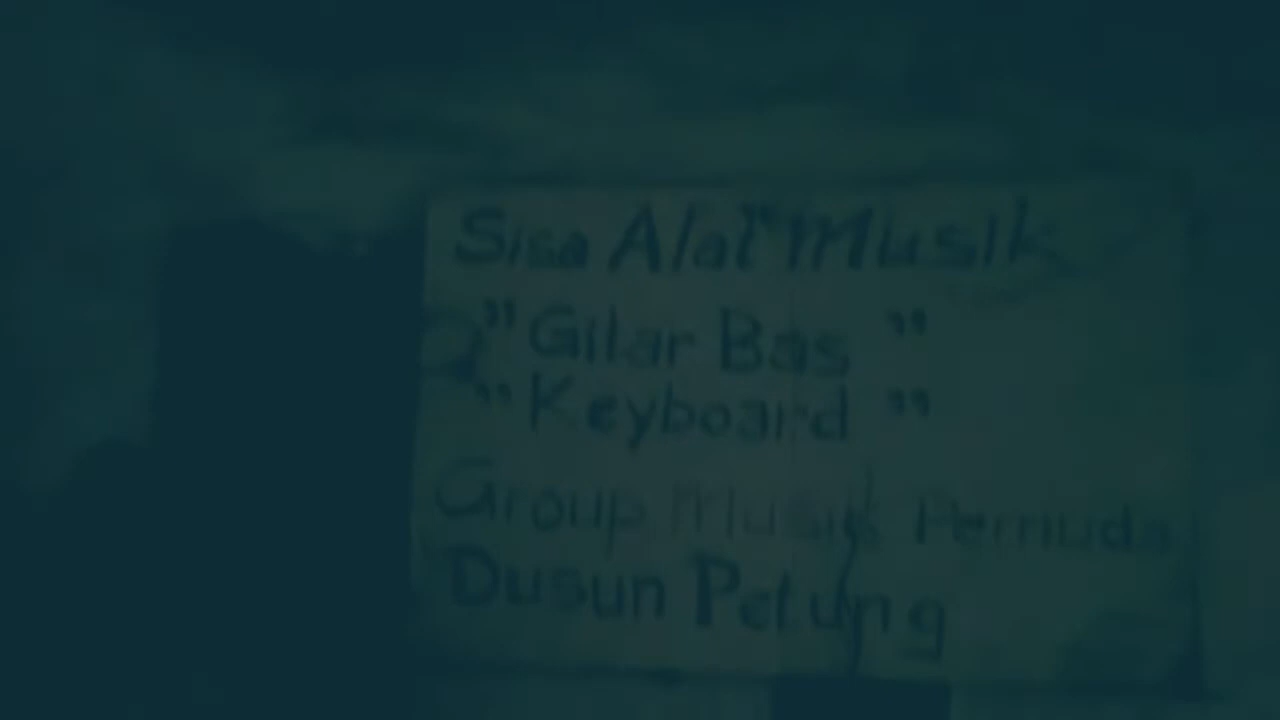 Sisa Alat Musik
"Gitar Bas "
"Keyboard "
Group Musik Pemuda
Dusun Petung